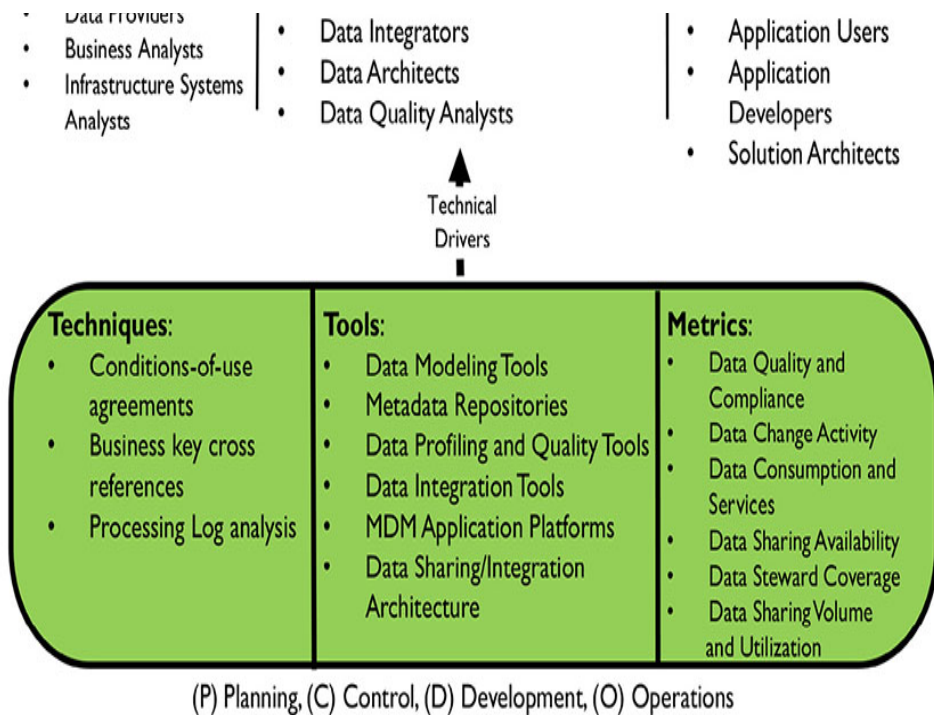 • Data Providers
• Business Analysts
• Infrastructure Systems
Analysts
• Data Integrators
• Data Architects
• Data Quality Analysts
• Application Users
• Application
Developers
• Solution Architects
Technical
Drivers
Techniques:
• Conditions-of-use
agreements
• Business key cross
references
• Processing Log analysis
Tools:
• Data Modeling Tools
• Metadata Repositories
• Data Profiling and Quality Tools
• Data Integration Tools
• MDM Application Platforms
• Data Sharing/Integration
Architecture
Metrics:
• Data Quality and
Compliance
• Data Change Activity
• Data Consumption and
Services
• Data Sharing Availability
• Data Steward Coverage
• Data Sharing Volume
and Utilization
(P) Planning, (C) Control, (D) Development, (O) Operations